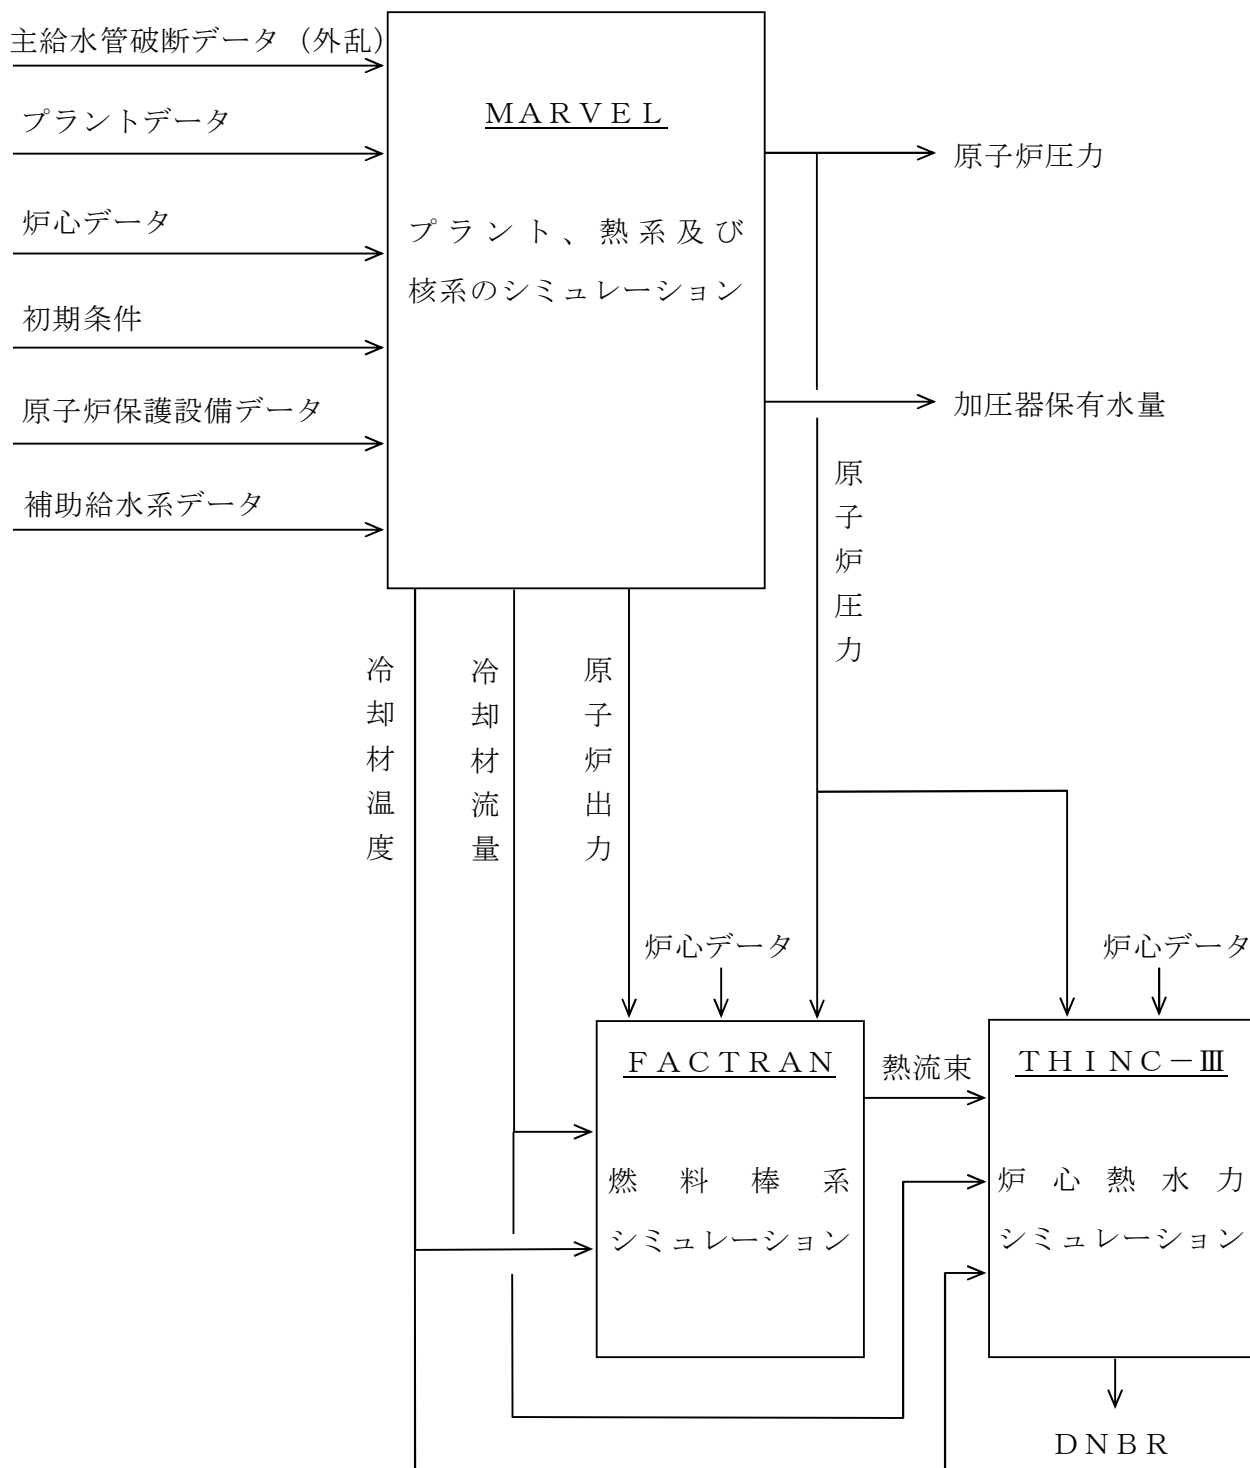 主給水管破断データ（外乱）
プラントデータ
炉心データ
初期条件
原子炉保護設備データ
補助給水系データ
ＭＡＲＶＥＬ
プラント、熱系及び
核系のシミュレーション
原子炉圧力
加圧器保有水量
原子炉圧力
冷却材温度
冷却材流量
原子炉出力
炉心データ
炉心データ
ＦＡＣＴＲＡＮ
燃料棒系
シミュレーション
熱流束
ＴＨＩＮＣ－Ⅲ
炉心熱水力
シミュレーション
ＤＮＢＲ